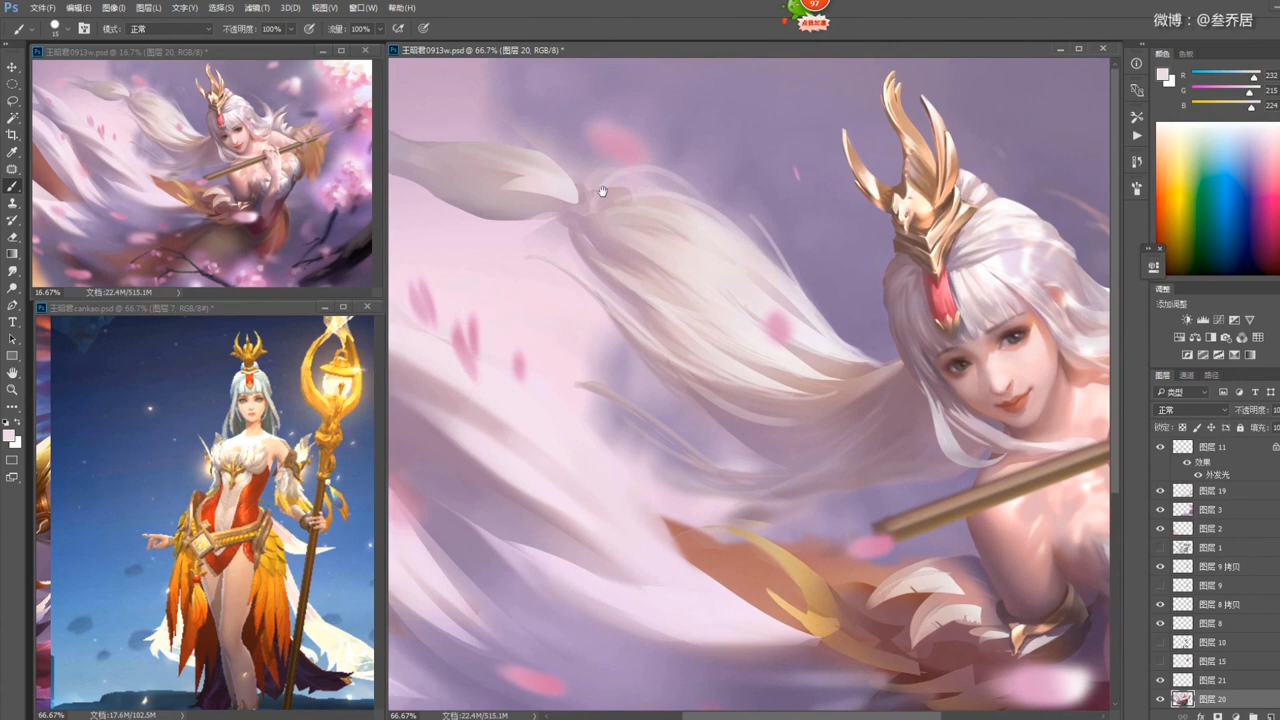 Ps 文件(F) 编辑(E) 图像(I) 图层(L) 文字(Y) 选择(S) 滤镜(T) 3D(D) 视图(V) 窗口(W) 帮助(H)
97
点我加速
微博：@叁乔居
15 模式： 正常 不透明度： 100% 流量： 100%
王昭君0913w.psd @ 16.7% (图层 20, RGB/8) *
王昭君0913w.psd @ 66.7% (图层 20, RGB/8) *
16.67% 文档:22.4M/515.1M
王昭君cankao.psd @ 66.7% (图层 7, RGB/8#) *
66.67% 文档:17.6M/102.5M
66.67% 文档:22.4M/515.1M
颜色 色板
R 232
G 215
B 224
调整
添加调整
图层 通道 路径
类型
正常 不透明度: 10
锁定: 填充: 10
图层 11
效果
外发光
图层 19
图层 3
图层 2
图层 1
图层 9 拷贝
图层 9
图层 8 拷贝
图层 8
图层 10
图层 15
图层 21
图层 20